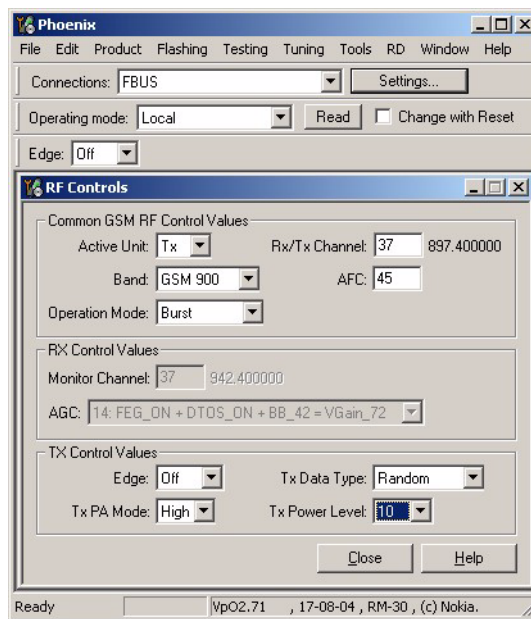 Phoenix
File Edit Product Flashing Testing Tuning Tools RD Window Help
Connections: FBUS Settings...
Operating mode: Local Read Change with Reset
Edge: Off
RF Controls
Common GSM RF Control Values
Active Unit: Tx Rx/Tx Channel: 37 897.400000
Band: GSM 900 AFC: 45
Operation Mode: Burst
RX Control Values
Monitor Channel: 37 942.400000
AGC: 14: FEG_ON + DTOS_ON + BB_42 = VGain_72
TX Control Values
Edge: Off Tx Data Type: Random
Tx PA Mode: High Tx Power Level: 10
Close Help
Ready VpO2.71 , 17-08-04 , RM-30 , (c) Nokia.